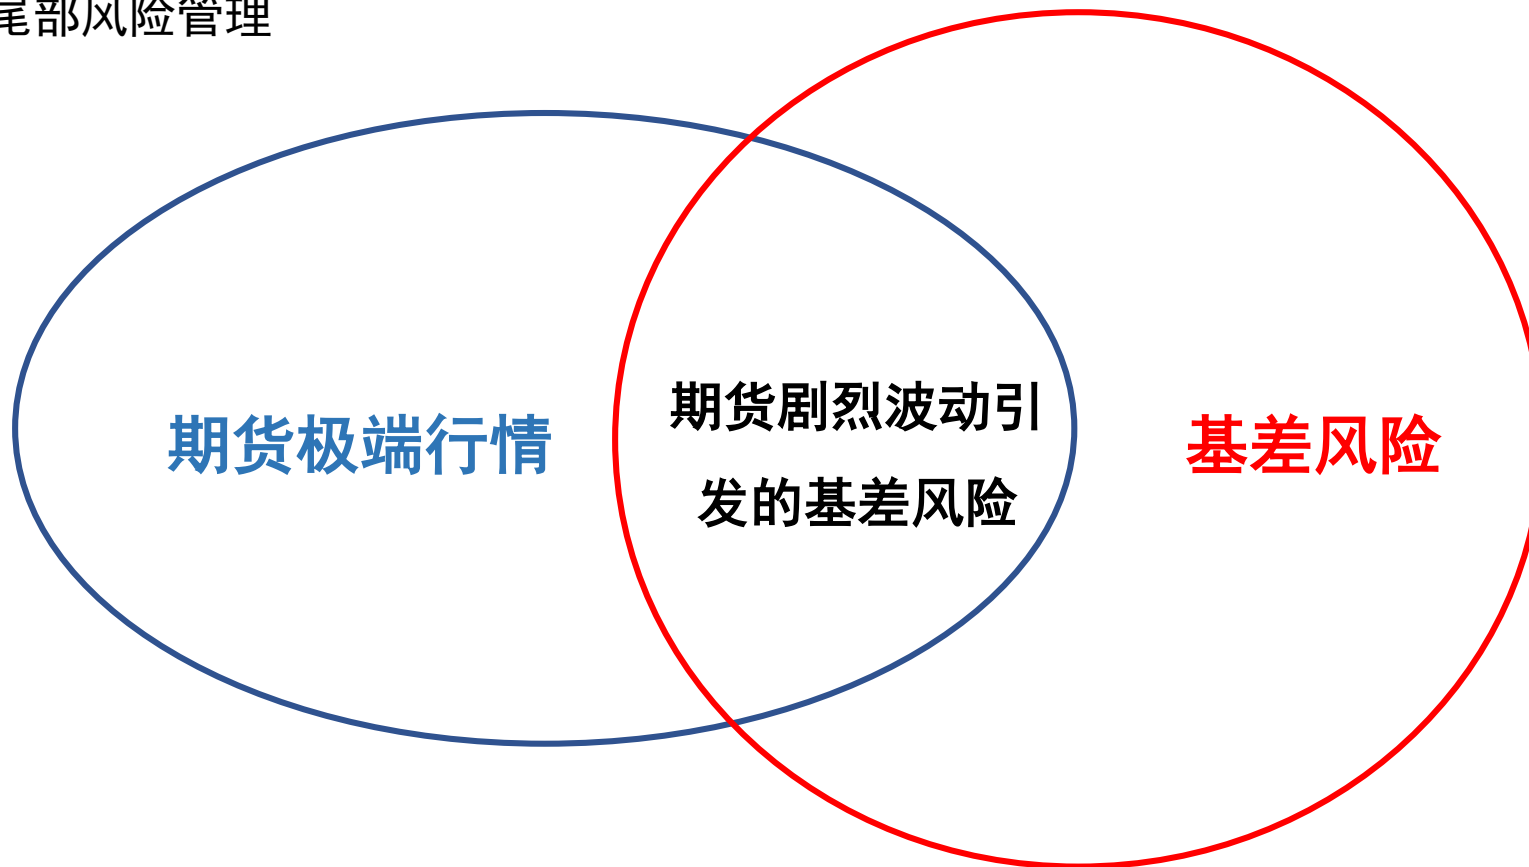 尾部风险管理
期货极端行情
期货剧烈波动引
发的基差风险
基差风险